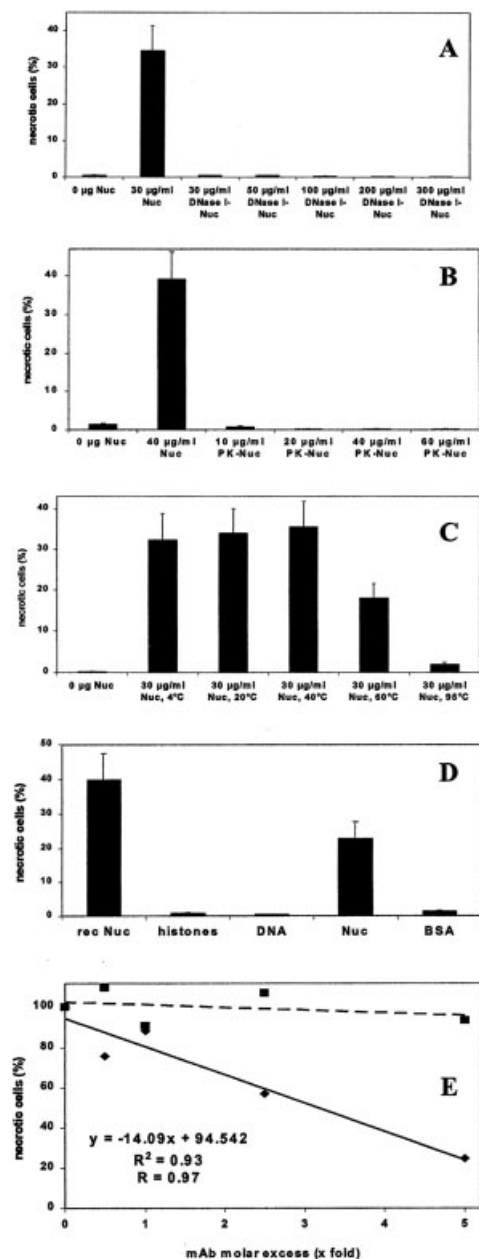 A
necrotic cells (%)
40
30
20
10
0
0 µg Nuc
30 µg/ml Nuc
30 µg/ml DNase I-Nuc
50 µg/ml DNase I-Nuc
100 µg/ml DNase I-Nuc
200 µg/ml DNase I-Nuc
300 µg/ml DNase I-Nuc
B
necrotic cells (%)
40
30
20
10
0
0 µg Nuc
40 µg/ml Nuc
10 µg/ml PK-Nuc
20 µg/ml PK-Nuc
40 µg/ml PK-Nuc
60 µg/ml PK-Nuc
C
necrotic cells (%)
40
30
20
10
0
0 µg Nuc
30 µg/ml Nuc, 4°C
30 µg/ml Nuc, 20°C
30 µg/ml Nuc, 40°C
30 µg/ml Nuc, 60°C
30 µg/ml Nuc, 95°C
D
necrotic cells (%)
50
40
30
20
10
0
rec Nuc
histones
DNA
Nuc
BSA
E
necrotic cells (%)
100
80
60
40
20
0
y = -14.09x + 94.542
R² = 0.93
R = 0.97
0
1
2
3
4
5
mAb molar excess (x fold)